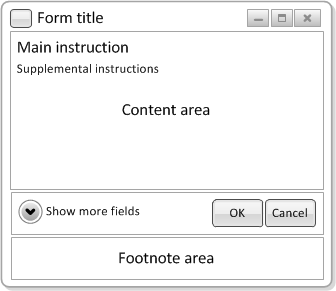 Form title
Main instruction
Supplemental instructions
Content area
Show more fields
OK
Cancel
Footnote area